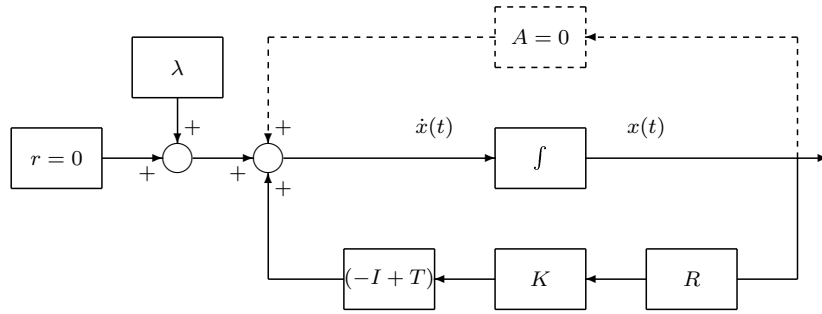 A = 0
λ
+
+
ẋ(t)
x(t)
r = 0
∫
+
+
+
(−I + T)
K
R